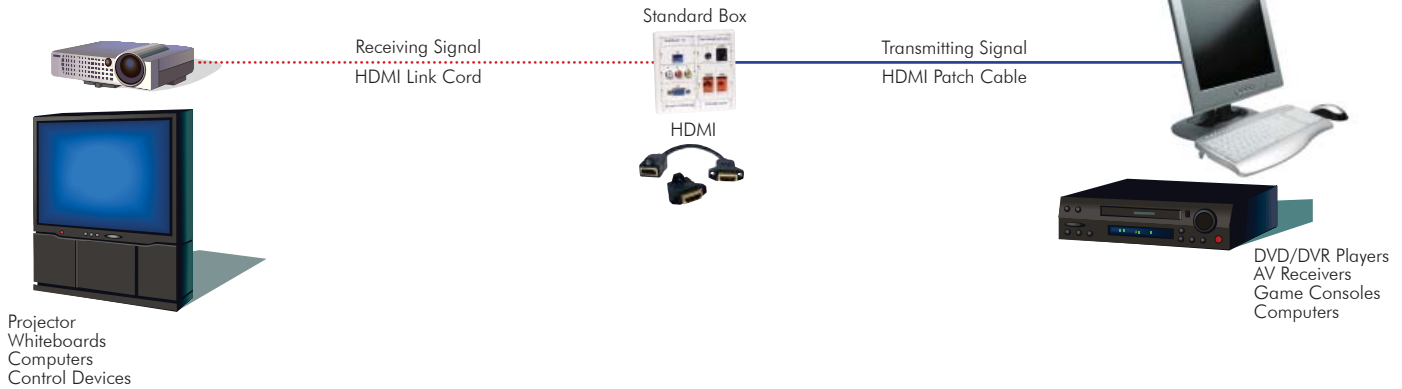 Standard Box
Receiving Signal
HDMI Link Cord
Transmitting Signal
HDMI Patch Cable
HDMI
DVD/DVR Players
AV Receivers
Game Consoles
Computers
Projector
Whiteboards
Computers
Control Devices